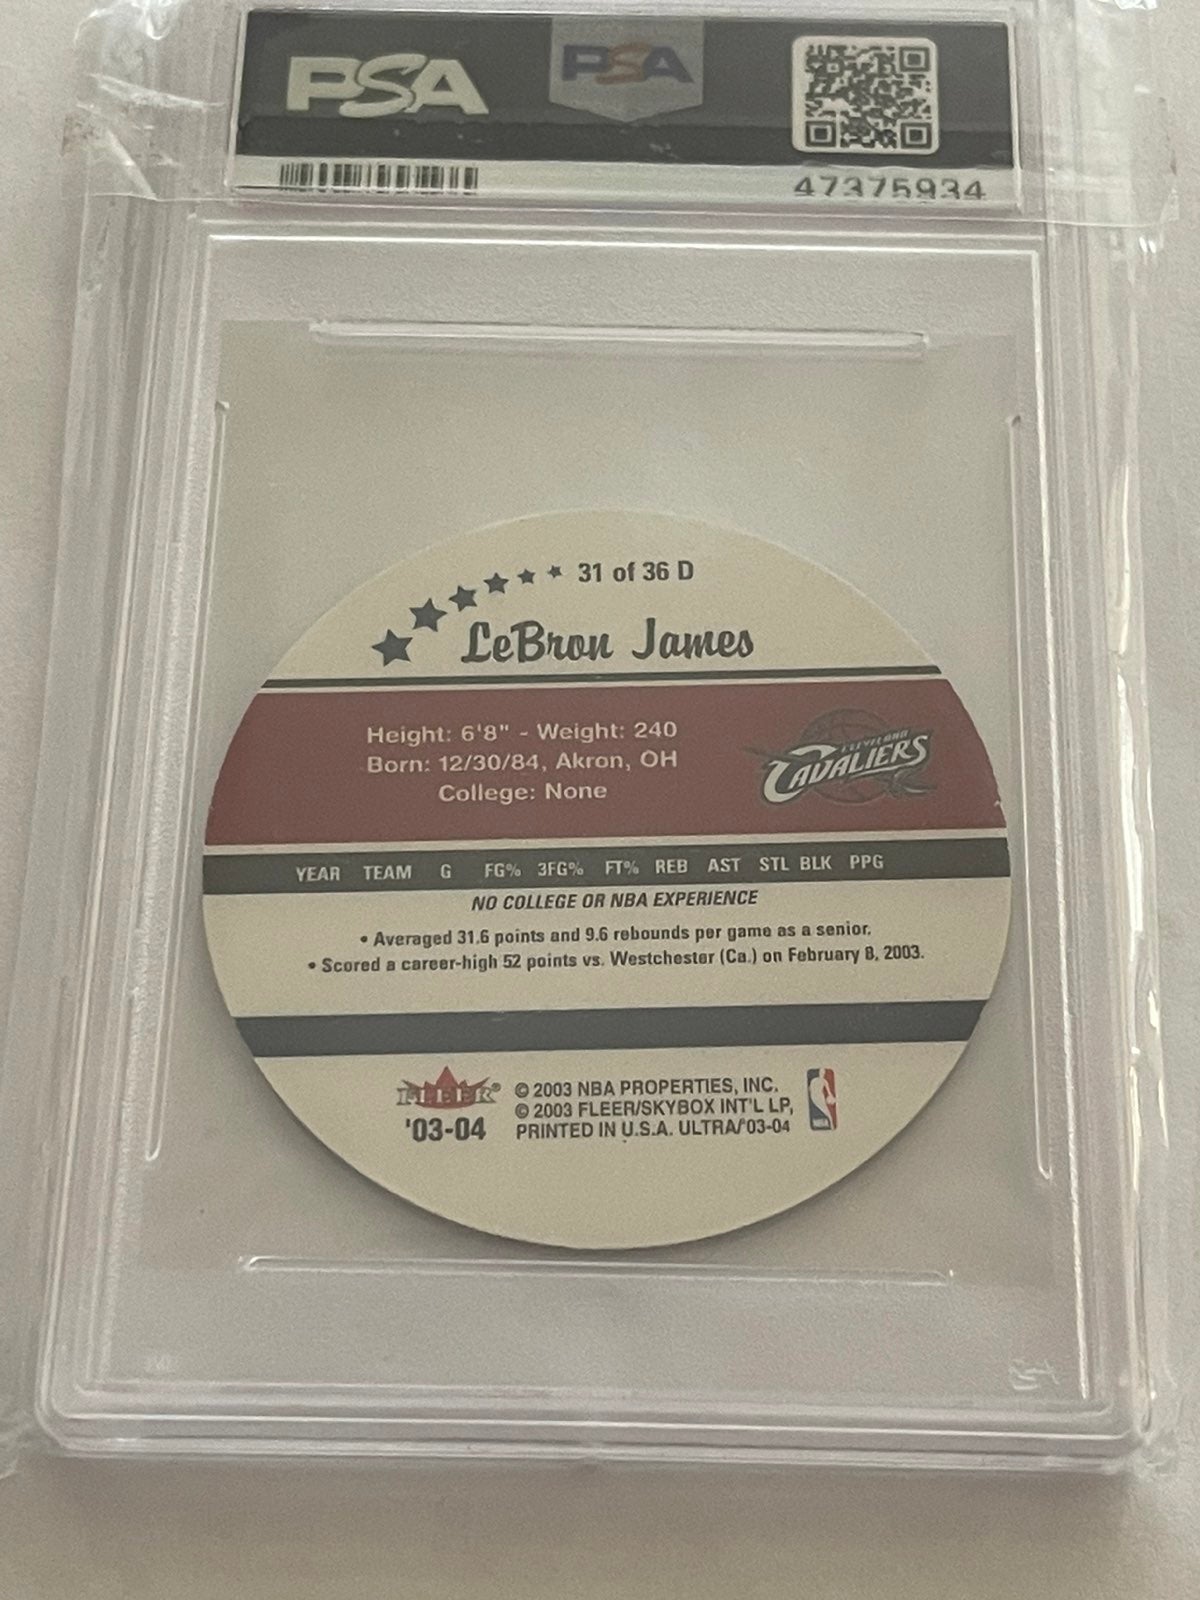 PSA PSA
47375934
31 of 36 D
LeBron James
Height: 6'8" - Weight: 240
Born: 12/30/84, Akron, OH
College: None
CLEVELAND
CAVALIERS
YEAR TEAM G FG% 3FG% FT% REB AST STL BLK PPG
NO COLLEGE OR NBA EXPERIENCE
• Averaged 31.6 points and 9.6 rebounds per game as a senior.
• Scored a career-high 52 points vs. Westchester (Ca.) on February 8, 2003.
FLEER®
'03-04
© 2003 NBA PROPERTIES, INC.
© 2003 FLEER/SKYBOX INT'L LP,
PRINTED IN U.S.A. ULTRA/'03-04
NBA